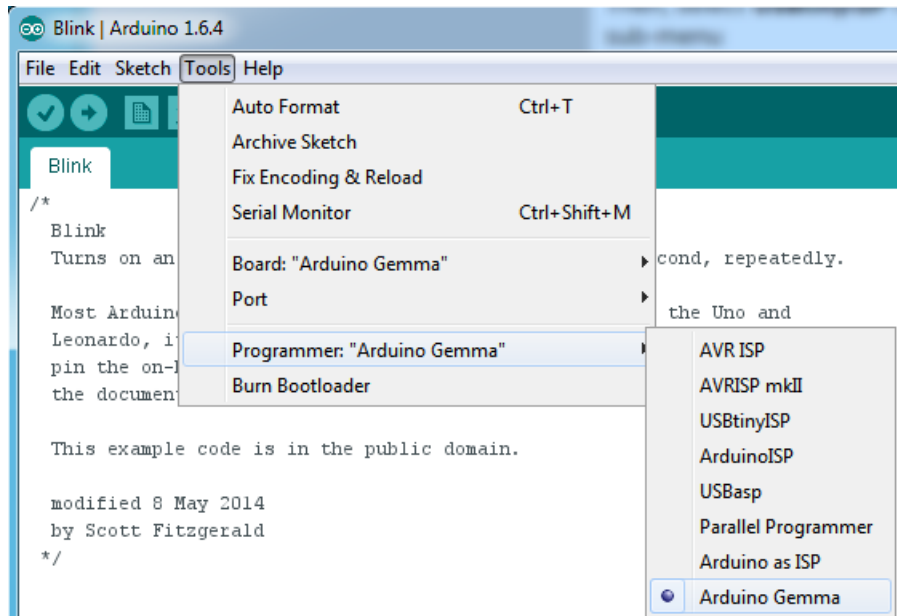 Blink | Arduino 1.6.4
sub-menu
File Edit Sketch Tools Help
Auto Format Ctrl+T
Archive Sketch
Fix Encoding & Reload
Serial Monitor Ctrl+Shift+M
Board: "Arduino Gemma"
Port
Programmer: "Arduino Gemma"
Burn Bootloader
AVR ISP
AVRISP mkII
USBtinyISP
ArduinoISP
USBasp
Parallel Programmer
Arduino as ISP
Arduino Gemma
Blink
/*
Blink
Turns on an cond, repeatedly.
Most Arduin the Uno and
Leonardo, i
pin the on-
the documen
This example code is in the public domain.
modified 8 May 2014
by Scott Fitzgerald
*/